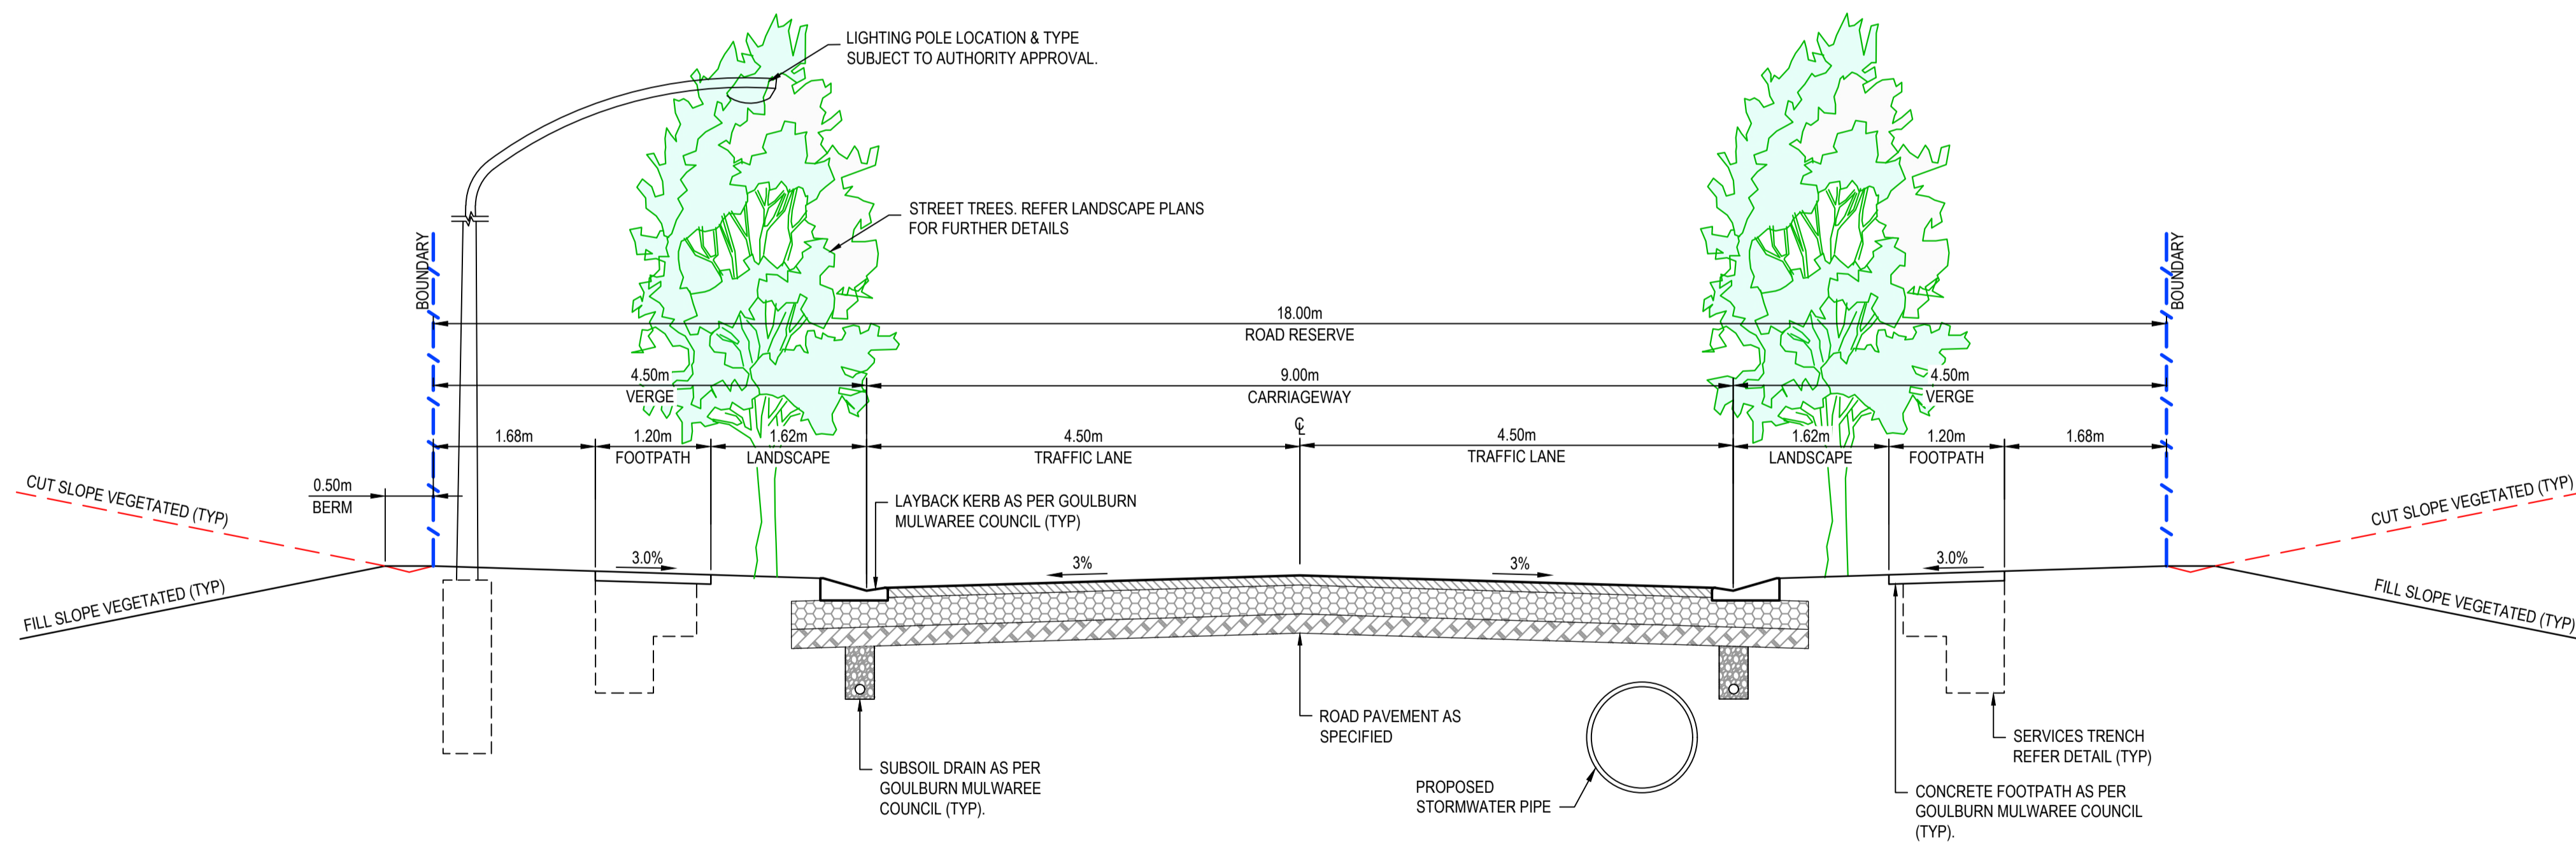 LIGHTING POLE LOCATION & TYPE
SUBJECT TO AUTHORITY APPROVAL.
STREET TREES. REFER LANDSCAPE PLANS
FOR FURTHER DETAILS
BOUNDARY
BOUNDARY
18.00m
ROAD RESERVE
4.50m
VERGE
9.00m
CARRIAGEWAY
4.50m
VERGE
1.68m
1.20m
FOOTPATH
1.62m
LANDSCAPE
4.50m
TRAFFIC LANE
℄
4.50m
TRAFFIC LANE
1.62m
LANDSCAPE
1.20m
FOOTPATH
1.68m
0.50m
BERM
CUT SLOPE VEGETATED (TYP)
CUT SLOPE VEGETATED (TYP)
LAYBACK KERB AS PER GOULBURN
MULWAREE COUNCIL (TYP)
3.0%
3%
3%
3.0%
FILL SLOPE VEGETATED (TYP)
FILL SLOPE VEGETATED (TYP)
ROAD PAVEMENT AS
SPECIFIED
SERVICES TRENCH
REFER DETAIL (TYP)
SUBSOIL DRAIN AS PER
GOULBURN MULWAREE
COUNCIL (TYP).
PROPOSED
STORMWATER PIPE
CONCRETE FOOTPATH AS PER
GOULBURN MULWAREE COUNCIL
(TYP).